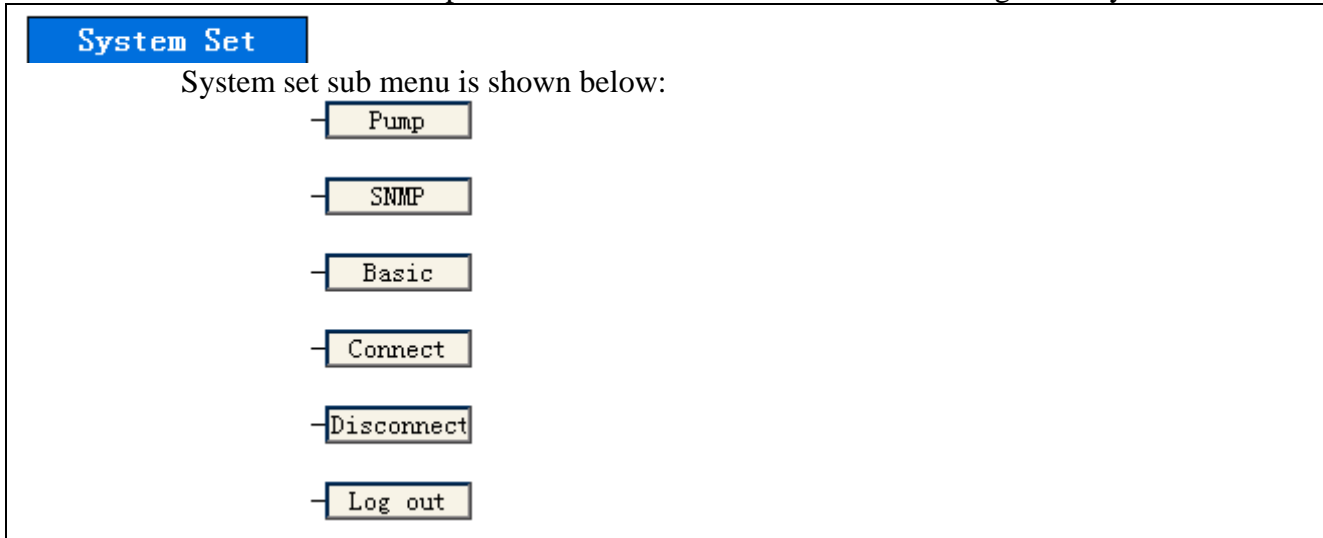 System Set
System set sub menu is shown below:
Pump
SNMP
Basic
Connect
Disconnect
Log out